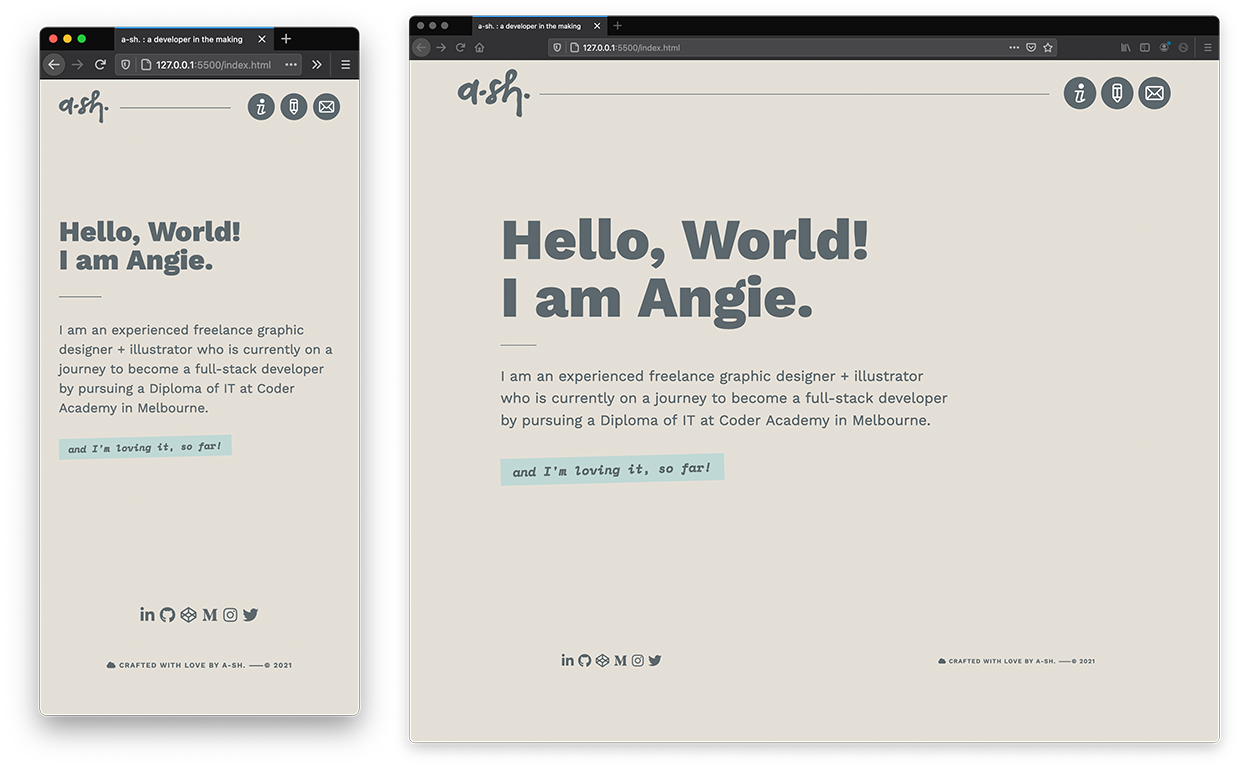 a-sh. : a developer in the making
127.0.0.1:5500/index.html
a-sh.
Hello, World!
I am Angie.
I am an experienced freelance graphic
designer + illustrator who is currently on a
journey to become a full-stack developer
by pursuing a Diploma of IT at Coder
Academy in Melbourne.
and I'm loving it, so far!
in M
CRAFTED WITH LOVE BY A-SH. —© 2021
a-sh. : a developer in the making
127.0.0.1:5500/index.html
a-sh.
Hello, World!
I am Angie.
I am an experienced freelance graphic designer + illustrator
who is currently on a journey to become a full-stack developer
by pursuing a Diploma of IT at Coder Academy in Melbourne.
and I'm loving it, so far!
in M
CRAFTED WITH LOVE BY A-SH. —© 2021